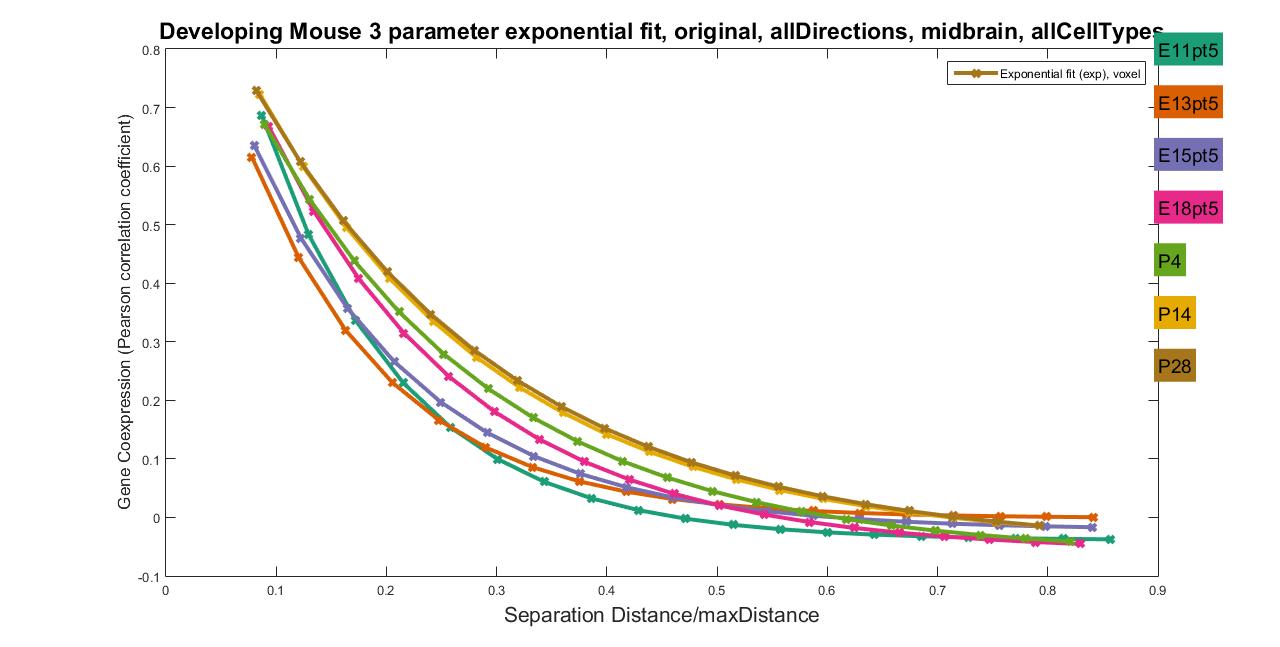 Developing Mouse 3 parameter exponential fit, original, allDirections, midbrain, allCellTypes
Exponential fit (exp), voxel
E11pt5
E13pt5
E15pt5
E18pt5
P4
P14
P28
Gene Coexpression (Pearson correlation coefficient)
0.8
0.7
0.6
0.5
0.4
0.3
0.2
0.1
0
-0.1
0
0.1
0.2
0.3
0.4
0.5
0.6
0.7
0.8
0.9
Separation Distance/maxDistance